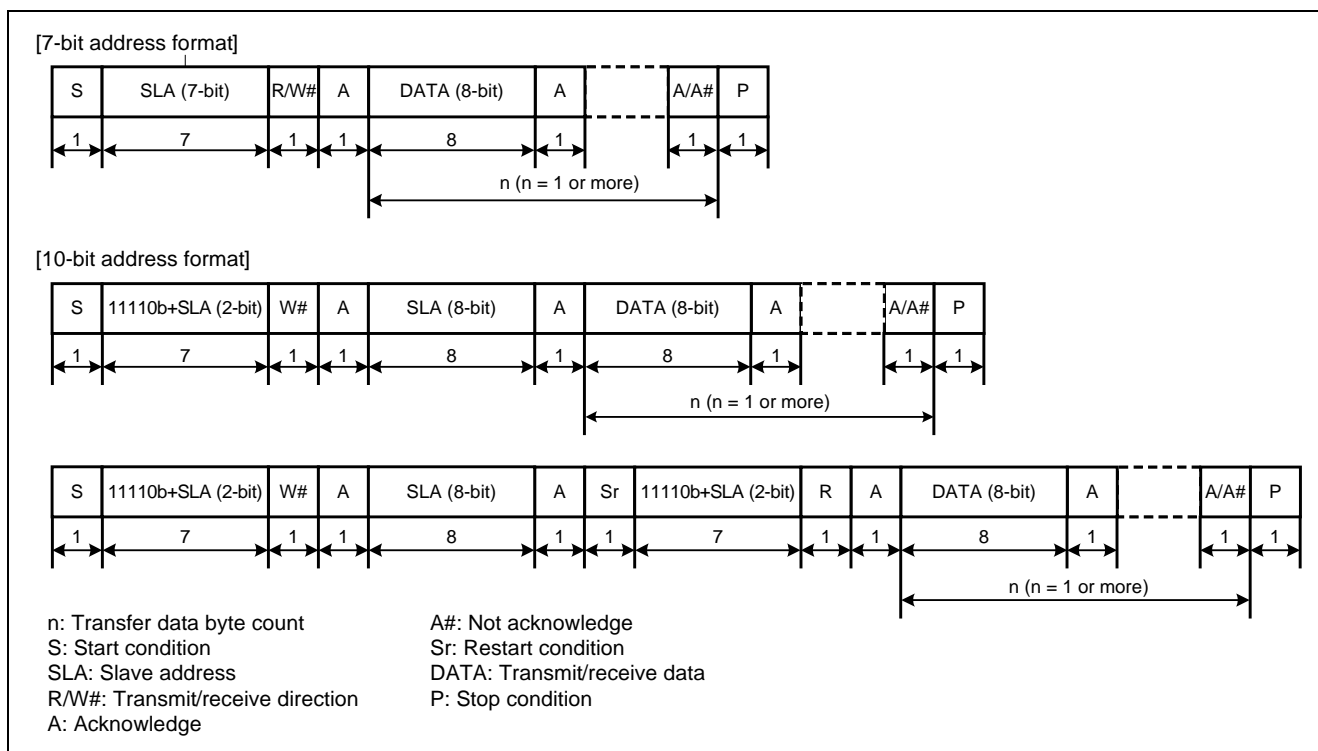 [7-bit address format]
S SLA (7-bit) R/W# A DATA (8-bit) A A/A# P
1 7 1 1 8 1 1 1
n (n = 1 or more)
[10-bit address format]
S 11110b+SLA (2-bit) W# A SLA (8-bit) A DATA (8-bit) A A/A# P
1 7 1 1 8 1 8 1 1 1
n (n = 1 or more)
S 11110b+SLA (2-bit) W# A SLA (8-bit) A Sr 11110b+SLA (2-bit) R A DATA (8-bit) A A/A# P
1 7 1 1 8 1 1 7 1 1 8 1 1 1
n (n = 1 or more)
n: Transfer data byte count
S: Start condition
SLA: Slave address
R/W#: Transmit/receive direction
A: Acknowledge
A#: Not acknowledge
Sr: Restart condition
DATA: Transmit/receive data
P: Stop condition